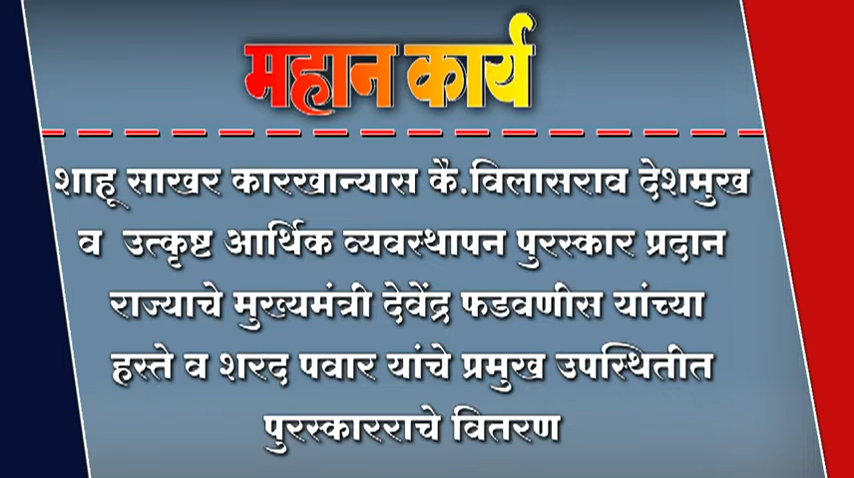 महान कार्य
शाहू साखर कारखान्यास कै.विलासराव देशमुख
व उत्कृष्ट आर्थिक व्यवस्थापन पुरस्कार प्रदान
राज्याचे मुख्यमंत्री देवेंद्र फडवणीस यांच्या
हस्ते व शरद पवार यांचे प्रमुख उपस्थितीत
पुरस्कारराचे वितरण